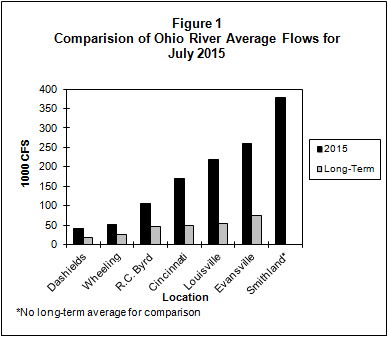 Figure 1
Comparision of Ohio River Average Flows for
July 2015
400
350
300
250
200
150
100
50
0
1000 CFS
Dashields
Wheeling
R.C. Byrd
Cincinnati
Louisville
Evansville
Smithland*
Location
2015
Long-Term
*No long-term average for comparison